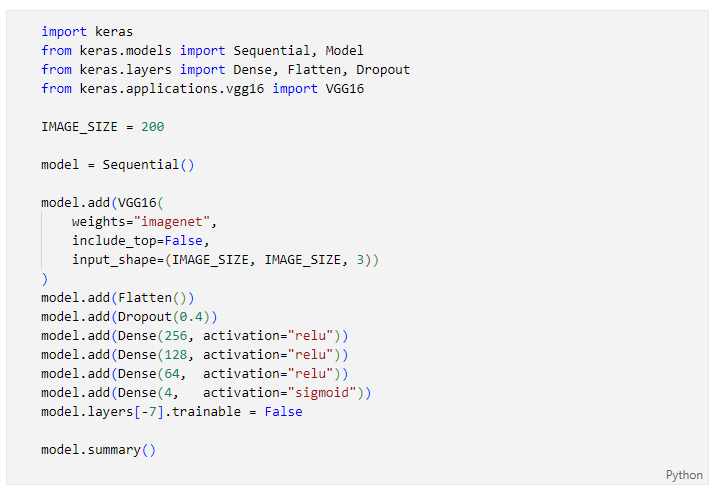 import keras
from keras.models import Sequential, Model
from keras.layers import Dense, Flatten, Dropout
from keras.applications.vgg16 import VGG16

IMAGE_SIZE = 200

model = Sequential()

model.add(VGG16(
    weights="imagenet",
    include_top=False,
    input_shape=(IMAGE_SIZE, IMAGE_SIZE, 3))
)
model.add(Flatten())
model.add(Dropout(0.4))
model.add(Dense(256, activation="relu"))
model.add(Dense(128, activation="relu"))
model.add(Dense(64,  activation="relu"))
model.add(Dense(4,   activation="sigmoid"))
model.layers[-7].trainable = False

model.summary()
Python